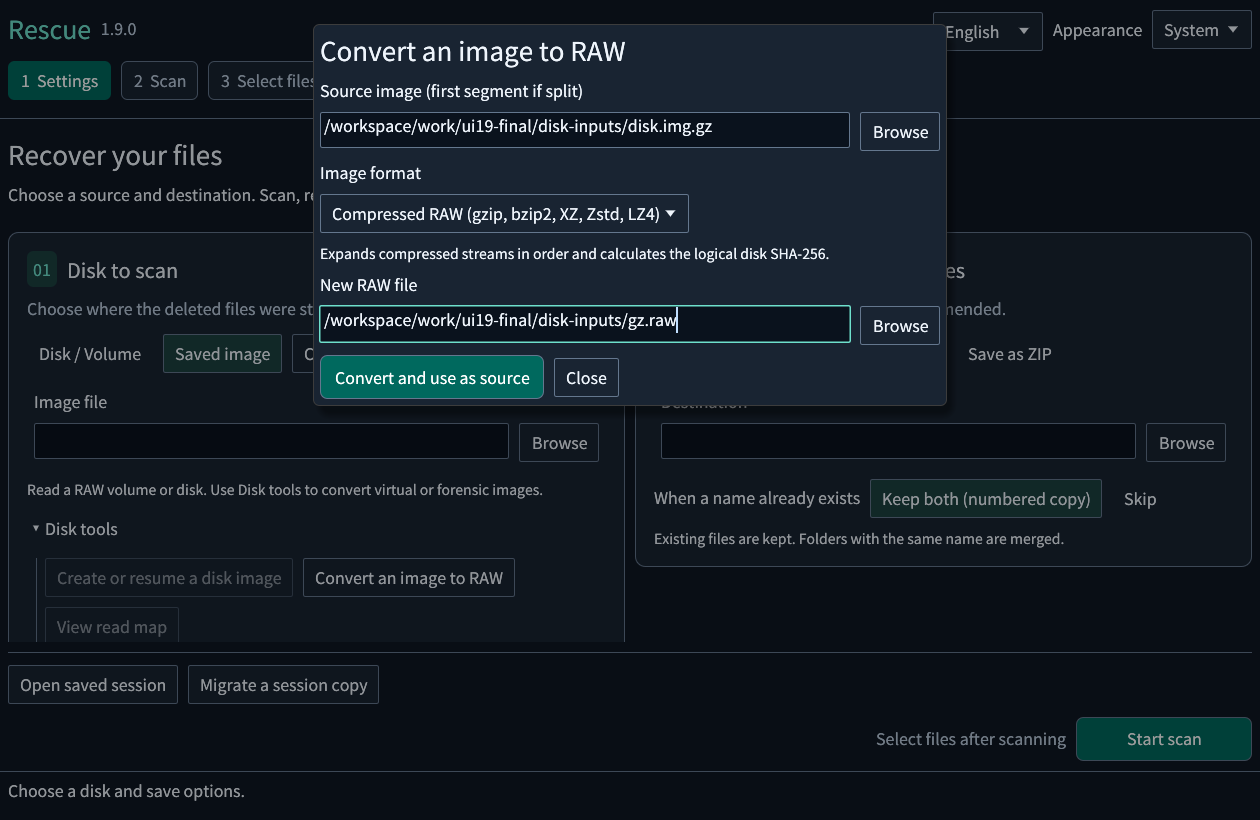 Rescue 1.9.0
English
Appearance
System
1 Settings
2 Scan
3 Select files
Convert an image to RAW
Source image (first segment if split)
/workspace/work/ui19-final/disk-inputs/disk.img.gz
Browse
Image format
Compressed RAW (gzip, bzip2, XZ, Zstd, LZ4)
Expands compressed streams in order and calculates the logical disk SHA-256.
New RAW file
/workspace/work/ui19-final/disk-inputs/gz.raw
Browse
Convert and use as source
Close
Recover your files
Choose a source and destination. Scan,
01 Disk to scan
Choose where the deleted files were
Disk / Volume
Saved image
Image file
Browse
Read a RAW volume or disk. Use Disk tools to convert virtual or forensic images.
Disk tools
Create or resume a disk image
Convert an image to RAW
View read map
Save as ZIP
Destination
Browse
When a name already exists
Keep both (numbered copy)
Skip
Existing files are kept. Folders with the same name are merged.
Open saved session
Migrate a session copy
Select files after scanning
Start scan
Choose a disk and save options.